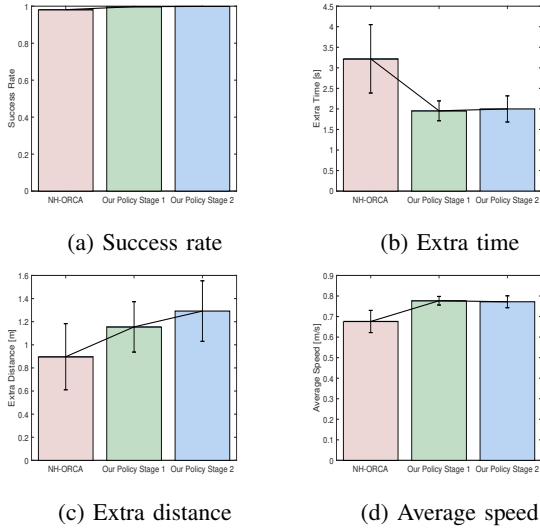 1
0.8
0.6
0.4
0.2
0
Success Rate
NH-ORCA Our Policy Stage 1 Our Policy Stage 2
(a) Success rate
4.5
4
3.5
3
2.5
2
1.5
1
0.5
0
Extra Time [s]
NH-ORCA Our Policy Stage 1 Our Policy Stage 2
(b) Extra time
1.6
1.4
1.2
1
0.8
0.6
0.4
0.2
0
Extra Distance [m]
NH-ORCA Our Policy Stage 1 Our Policy Stage 2
(c) Extra distance
0.9
0.8
0.7
0.6
0.5
0.4
0.3
0.2
0.1
0
Average Speed [m/s]
NH-ORCA Our Policy Stage 1 Our Policy Stage 2
(d) Average speed